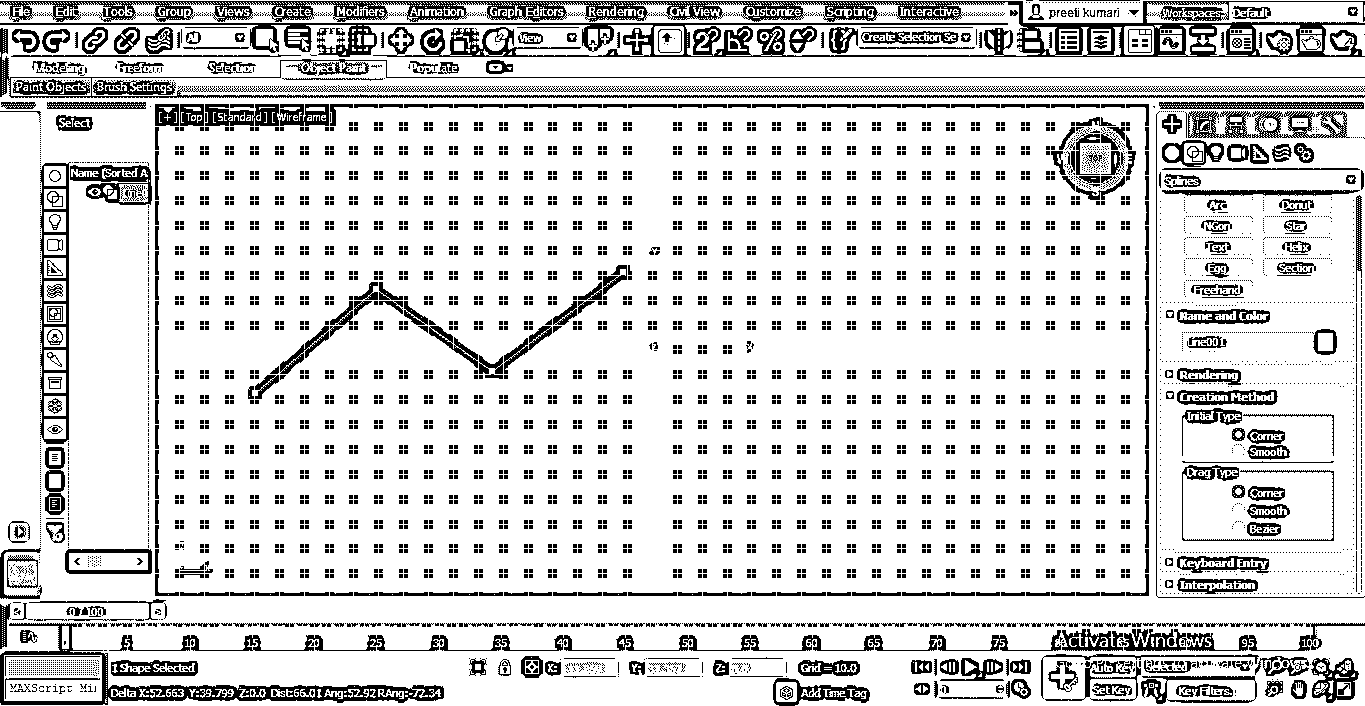 File Edit Tools Group Views Create Modifiers Animation Graph Editors Rendering Civil View Customize Scripting Interactive preeti kumari Workspaces: Default
All View Create Selection Se
Modeling Freeform Selection Object Paint Populate
Paint Objects Brush Settings
Select
[+] [Top] [Standard] [Wireframe]
Name (Sorted A
Splines
Arc Donut
NGon Star
Text Helix
Egg Section
Freehand
Name and Color
Line001
Rendering
Creation Method
Initial Type
Corner
Smooth
Drag Type
Corner
Smooth
Bezier
Keyboard Entry
Interpolation
0 / 100
5 10 15 20 25 30 35 40 45 50 55 60 65 70 75 95 100
Activate Windows
1 Shape Selected X: Y: Z: Grid = 10.0 Auto Key Selected
MAXScript Mi
Delta X:52.663 Y:39.799 Z:0.0 Dist:66.01 Ang:52.92 RAng:-72.34 Add Time Tag 0 Set Key Key Filters...